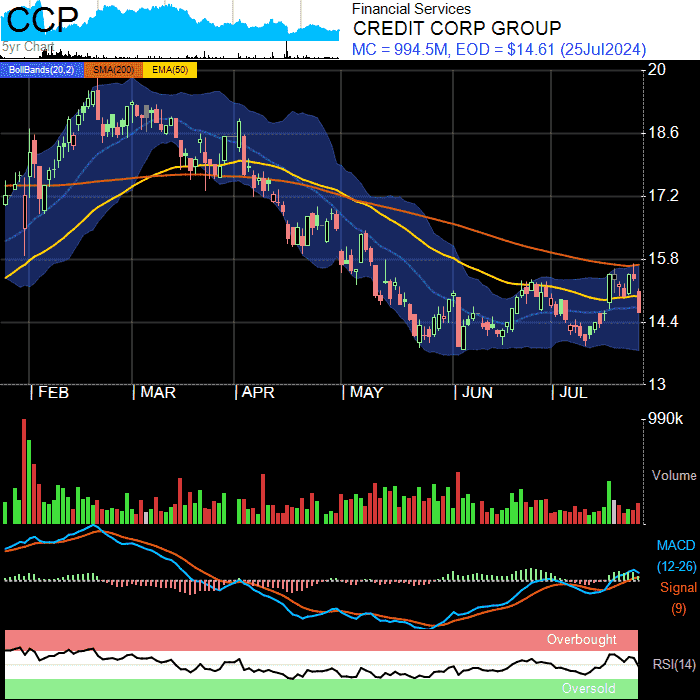 CCP
5yr Chart
Financial Services
CREDIT CORP GROUP
MC = 994.5M, EOD = $14.61 (25Jul2024)
BollBands(20,2) SMA(200) EMA(50)
20
18.6
17.2
15.8
14.4
13
FEB MAR APR MAY JUN JUL
990k
Volume
MACD
(12-26)
Signal
(9)
Overbought
RSI(14)
Oversold